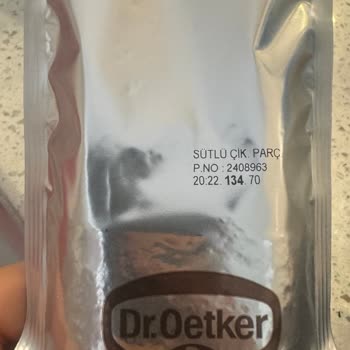 SÜTLÜ ÇİK. PARÇ
P.NO : 2408963
20:22. 134. 70
Dr.Oetker